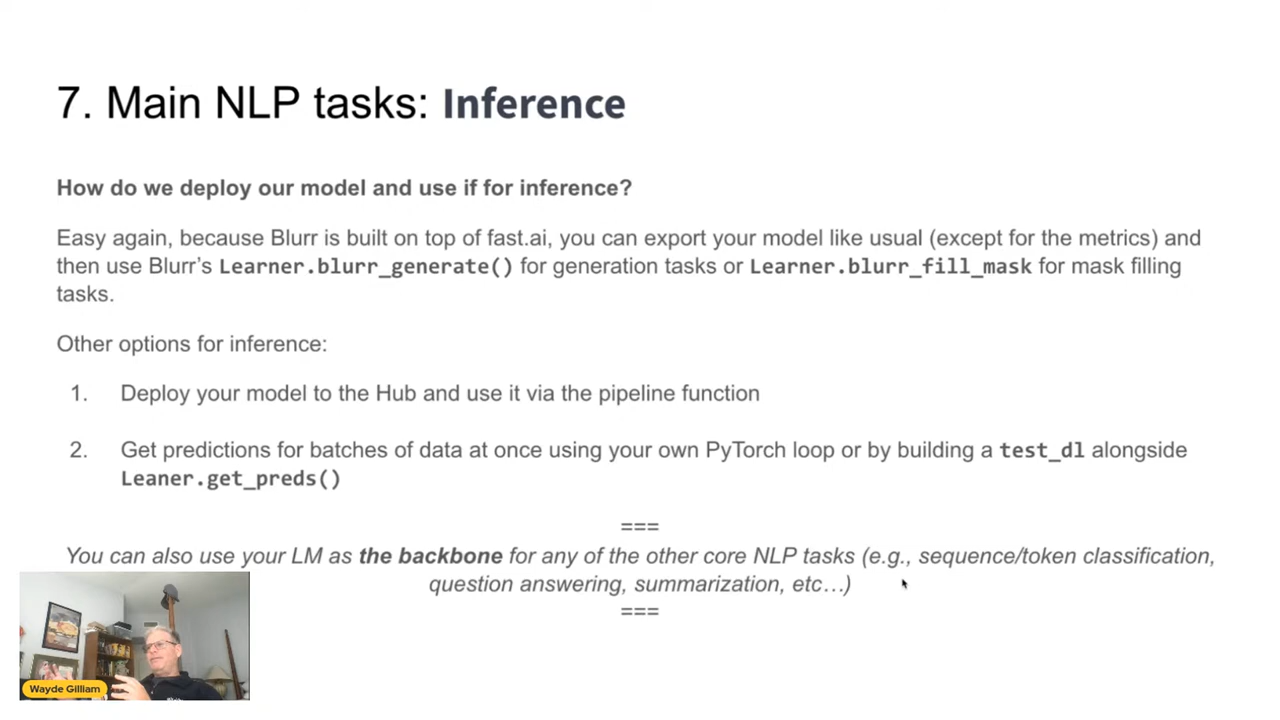 7. Main NLP tasks: Inference
How do we deploy our model and use if for inference?
Easy again, because Blurr is built on top of fast.ai, you can export your model like usual (except for the metrics) and
then use Blurr’s Learner.blurr_generate() for generation tasks or Learner.blurr_fill_mask for mask filling
tasks.
Other options for inference:
1. Deploy your model to the Hub and use it via the pipeline function
2. Get predictions for batches of data at once using your own PyTorch loop or by building a test_dl alongside
Leaner.get_preds()
===
You can also use your LM as the backbone for any of the other core NLP tasks (e.g., sequence/token classification,
question answering, summarization, etc…)
===
Wayde Gilliam